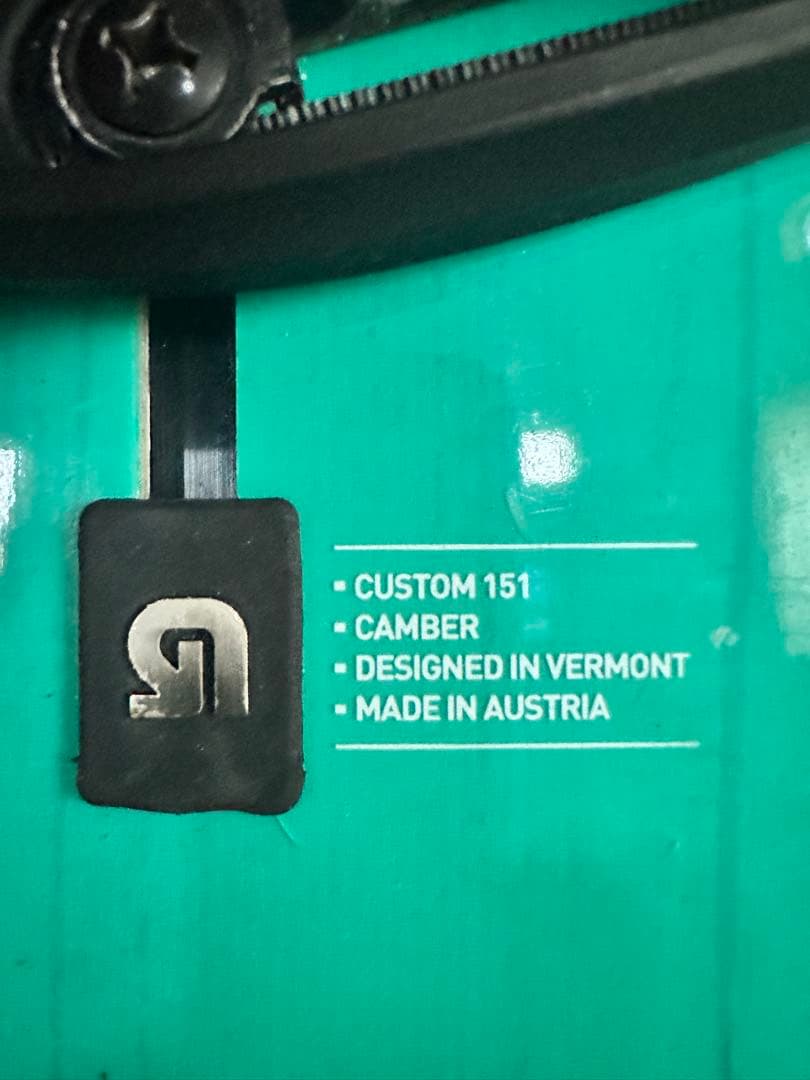 ▪ CUSTOM 151
▪ CAMBER
▪ DESIGNED IN VERMONT
▪ MADE IN AUSTRIA